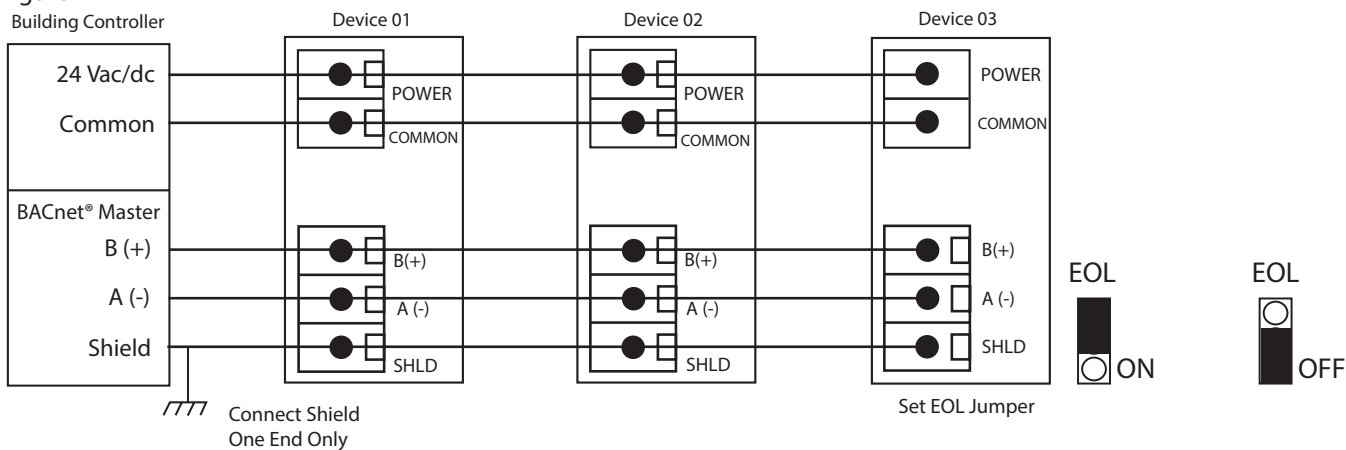 Building Controller
Device 01
Device 02
Device 03
24 Vac/dc
POWER
POWER
POWER
Common
COMMON
COMMON
COMMON
BACnet® Master
B (+)
B(+)
B(+)
B(+)
A (-)
A (-)
A (-)
A (-)
Shield
SHLD
SHLD
SHLD
EOL
ON
EOL
OFF
Connect Shield
One End Only
Set EOL Jumper